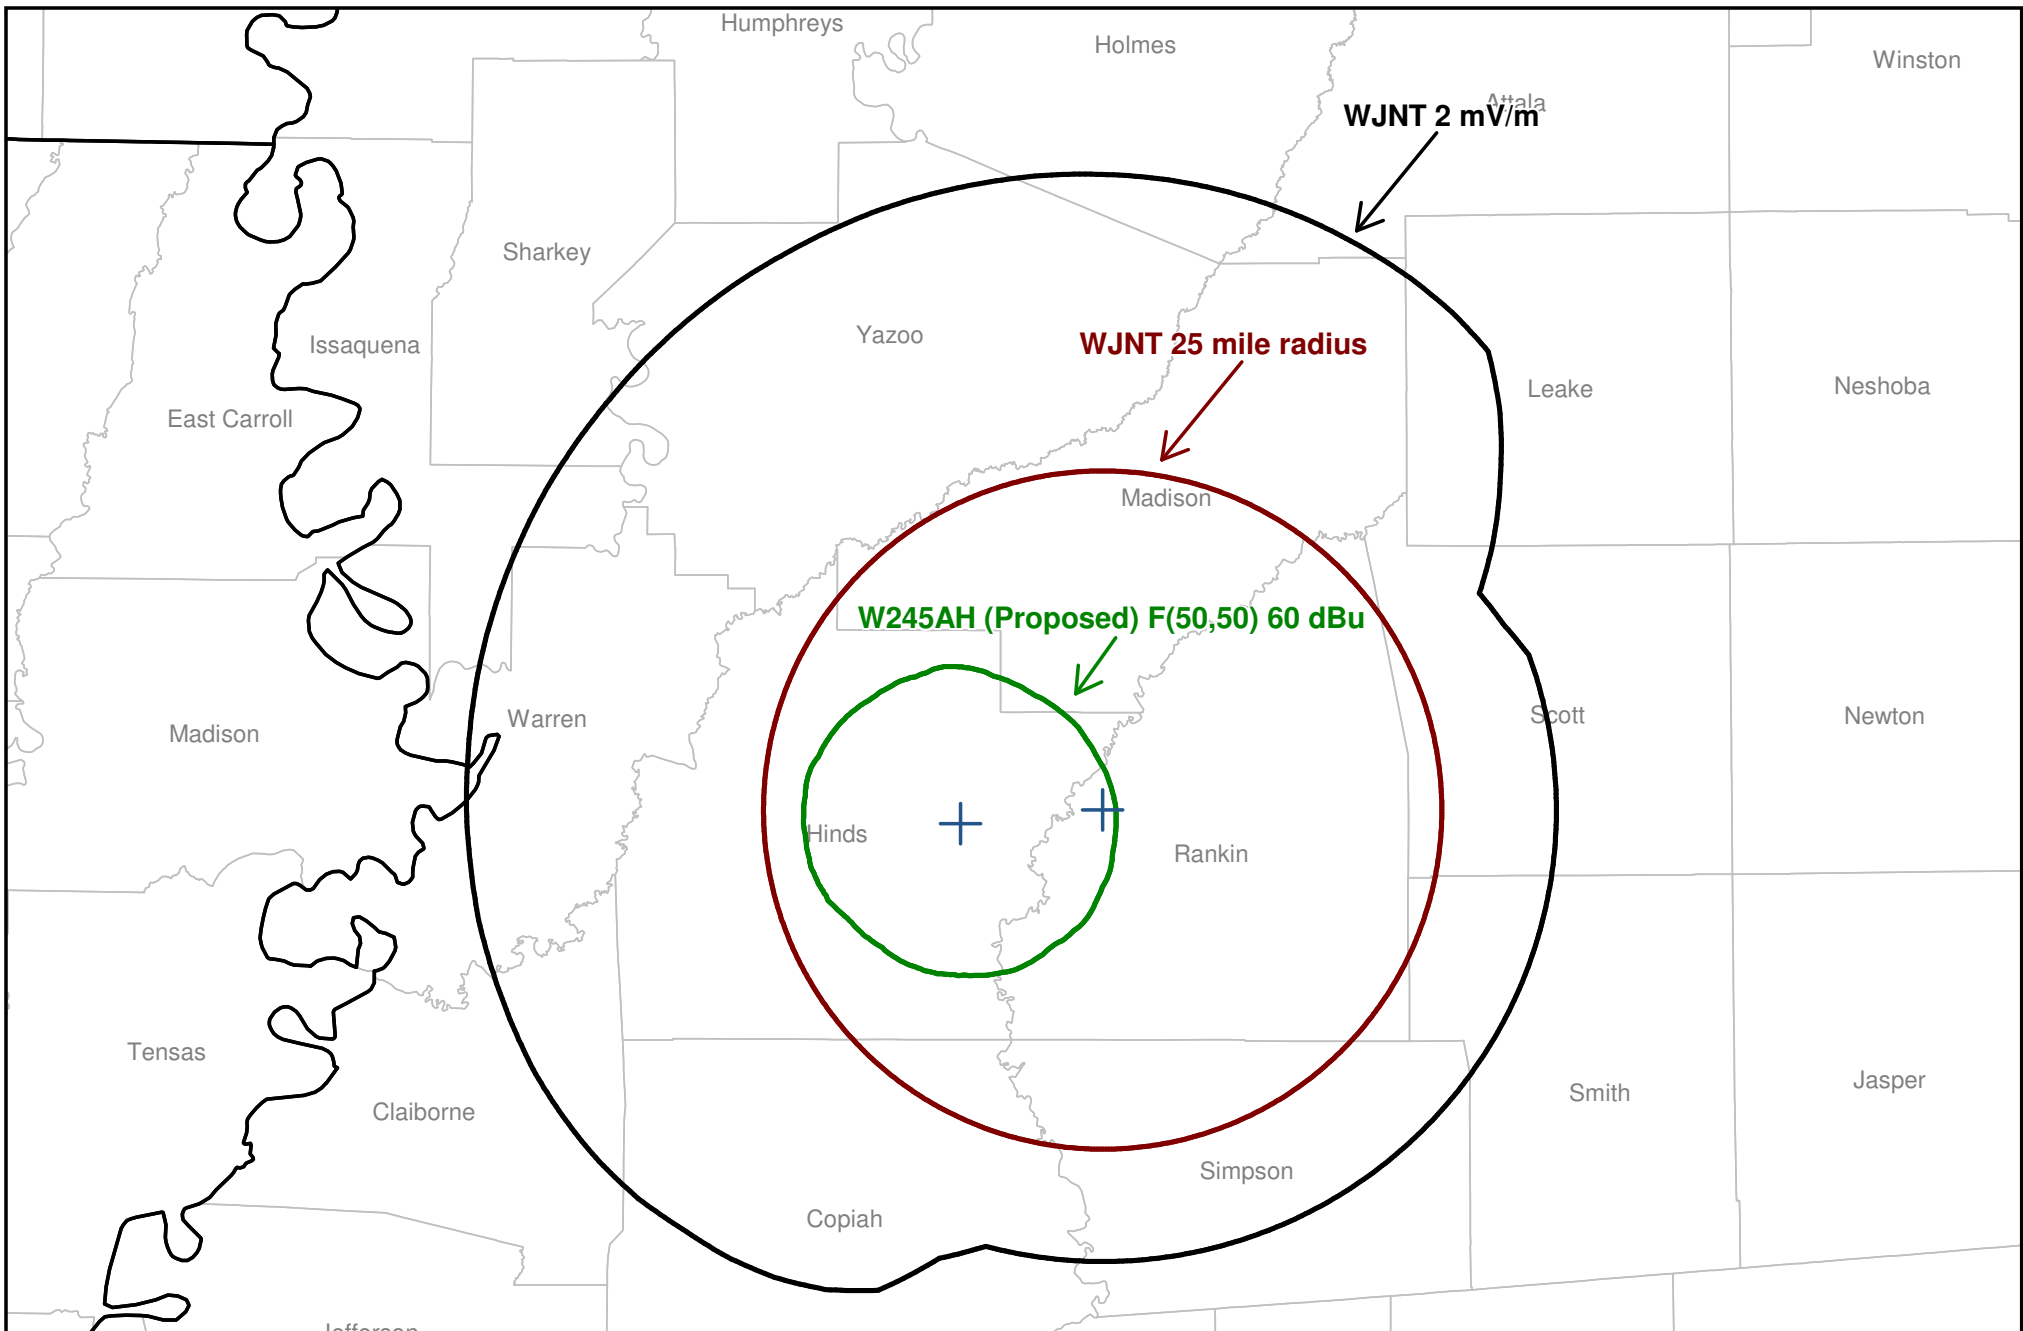 Humphreys
Holmes
Winston
Attala
WJNT 2 mV/m
Sharkey
Yazoo
Issaquena
WJNT 25 mile radius
Leake
Neshoba
East Carroll
Madison
W245AH (Proposed) F(50,50) 60 dBu
Warren
Scott
Newton
Madison
Hinds
Rankin
Tensas
Claiborne
Smith
Jasper
Simpson
Copiah
Jefferson